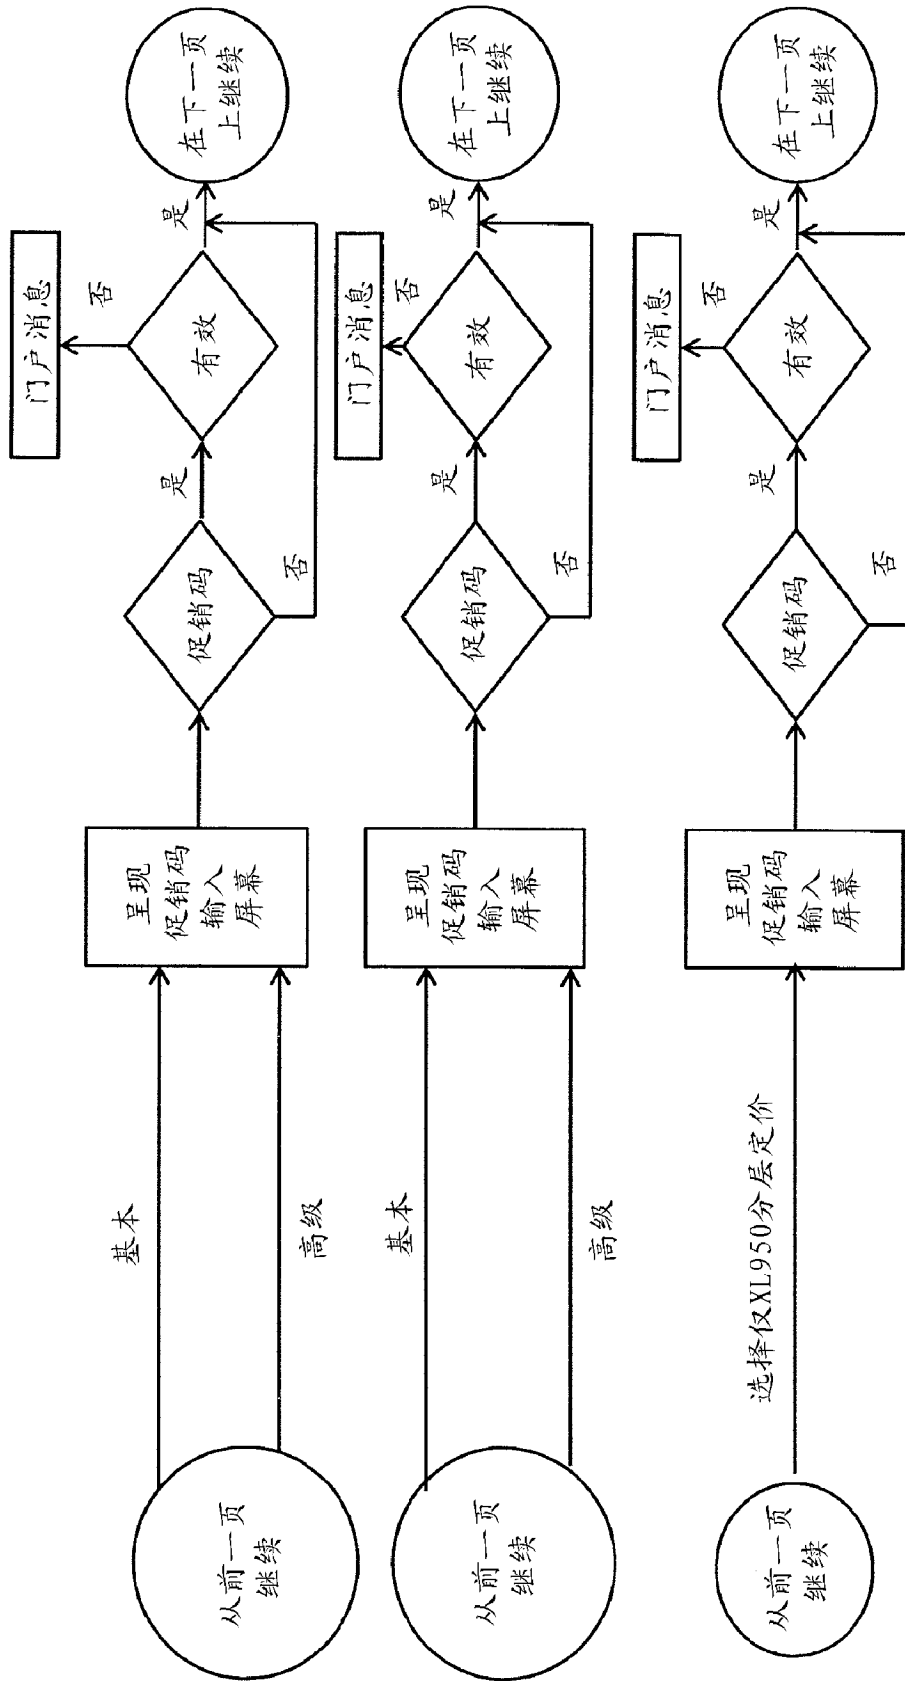 从前一页
继续
基本
高级
呈现
促销码
输入
屏幕
促销码
是
否
有效
否
门户消息
是
在下一页
上继续
从前一页
继续
基本
高级
呈现
促销码
输入
屏幕
促销码
是
否
有效
否
门户消息
是
在下一页
上继续
从前一页
继续
选择仅XL950分层定价
呈现
促销码
输入
屏幕
促销码
是
否
有效
否
门户消息
是
在下一页
上继续